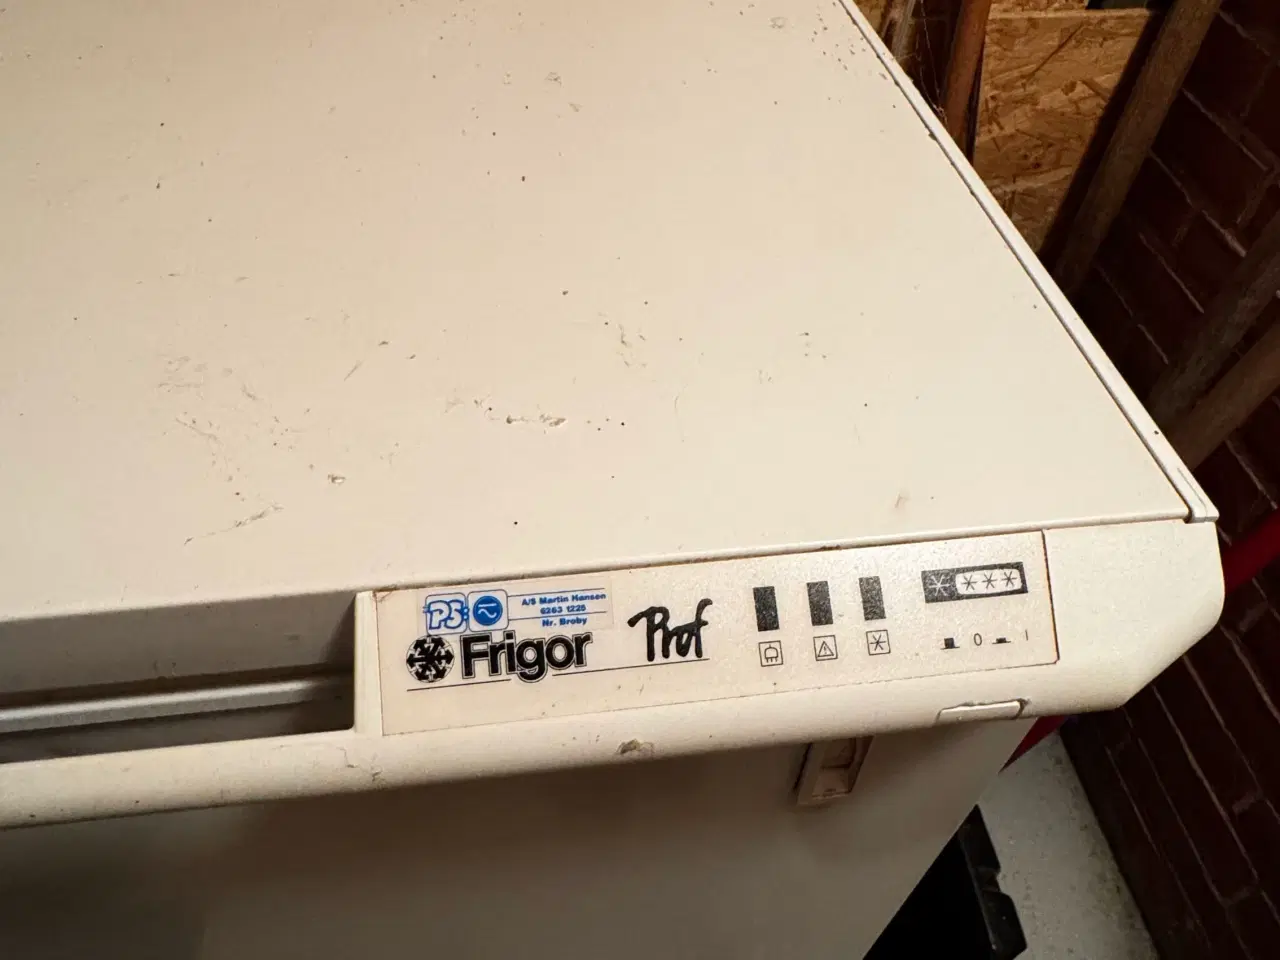 PS:
A/S Martin Hansen
6263 1225
Nr. Broby
Frigor
Prof
0 I